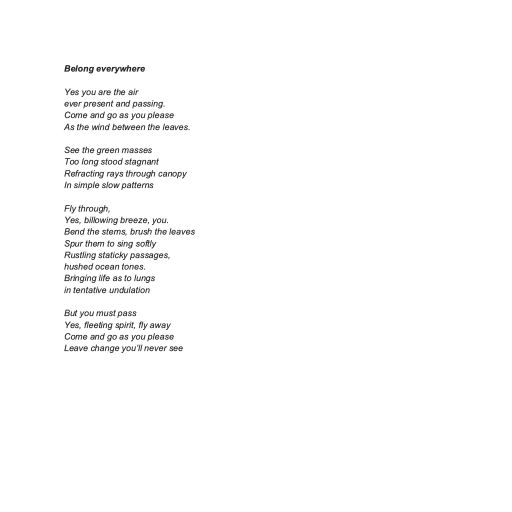 Belong everywhere
Yes you are the air
ever present and passing.
Come and go as you please
As the wind between the leaves.
See the green masses
Too long stood stagnant
Refracting rays through canopy
In simple slow patterns
Fly through,
Yes, billowing breeze, you.
Bend the stems, brush the leaves
Spur them to sing softly
Rustling staticky passages,
hushed ocean tones.
Bringing life as to lungs
in tentative undulation
But you must pass
Yes, fleeting spirit, fly away
Come and go as you please
Leave change you'll never see